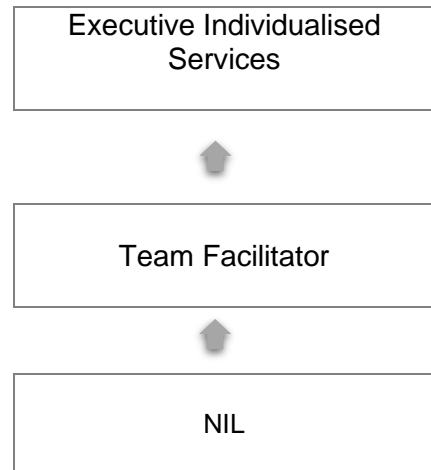 Executive Individualised
Services
Team Facilitator
NIL